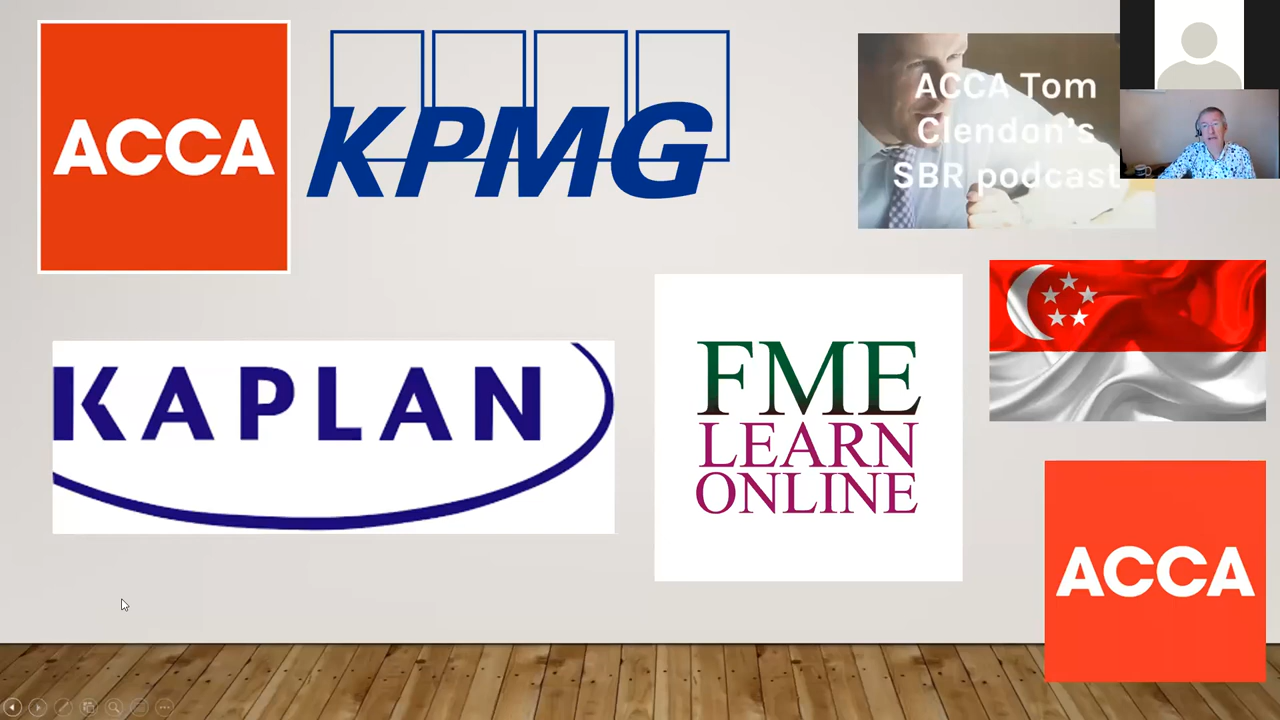 ACCA
KPMG
ACCA Tom
Clendon's
SBR podcast
KAPLAN
FME
LEARN
ONLINE
ACCA